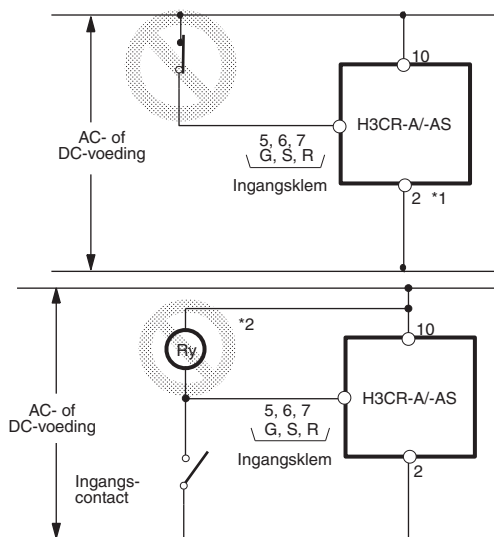 10
AC- of
DC-voeding
H3CR-A/-AS
5, 6, 7
G, S, R
Ingangsklem
2 *1
*2
10
Ry
AC- of
DC-voeding
H3CR-A/-AS
5, 6, 7
G, S, R
Ingangsklem
2
Ingangs-
contact